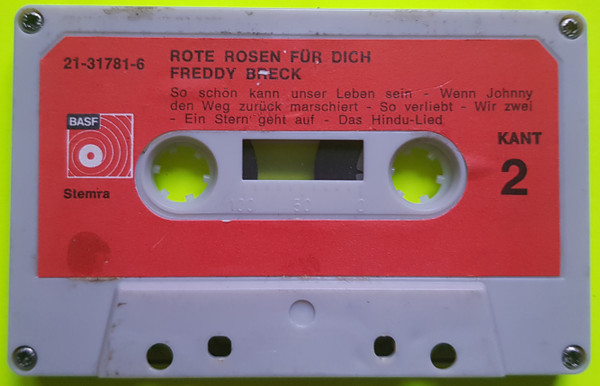 21-31781-6
ROTE ROSEN FÜR DICH
FREDDY BRECK
So schön kann unser Leben sein - Wenn Johnny
den Weg zurück marschiert - So verliebt - Wir zwei
- Ein Stern geht auf - Das Hindu-Lied
BASF
Stemra
KANT
2
100 50 0